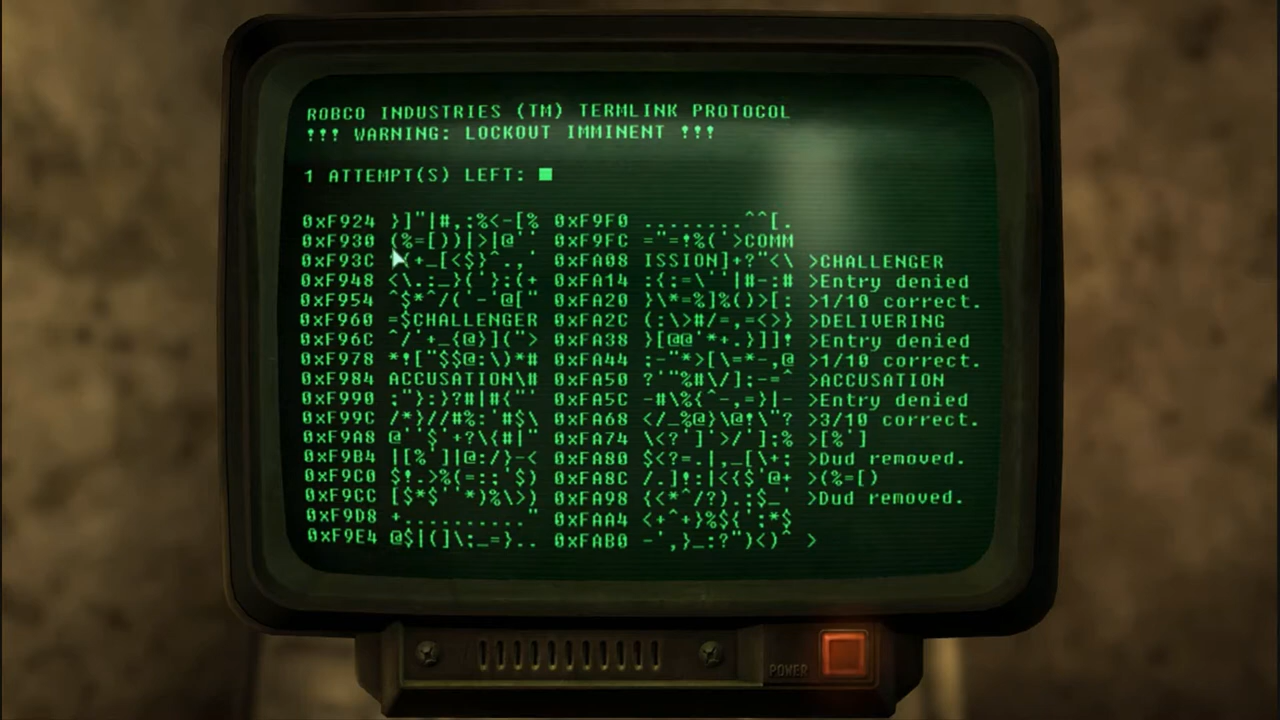 ROBCO INDUSTRIES (TM) TERMLINK PROTOCOL
!!! WARNING: LOCKOUT IMMINENT !!!
1 ATTEMPT(S) LEFT:
0xF924 }]"|#,:%<-[% 0xF9F0 ........^^[.
0xF930 (%=[))|>|@'' 0xF9FC ="=!%('>COMM
0xF93C (+_[<$}^.,' 0xFA08 ISSION]+?"<\ >CHALLENGER
0xF948 <\.:_}('}:(+ 0xFA14 :{:=\''|#-:# >Entry denied
0xF954 ^$*^/('-'@[" 0xFA20 }\*=%]%()>[: >1/10 correct.
0xF960 =$CHALLENGER 0xFA2C (:\>#/=,=<>} >DELIVERING
0xF96C ^/'+_{@}]("> 0xFA38 }[@@'*+.}]]! >Entry denied
0xF978 *!["$$@:\)*# 0xFA44 :-"*>[\=*-,@ >1/10 correct.
0xF984 ACCUSATION\# 0xFA50 ?'"%#\/];-=^ >ACCUSATION
0xF990 ;"}:}?#|#{"' 0xFA5C -#\%{^-,=}|- >Entry denied
0xF99C /*}//#%:'#$\ 0xFA68 </_%@}\@!\"? >3/10 correct.
0xF9A8 @'`$'+?\{#|" 0xFA74 \<?']'>/'];% >[%']
0xF9B4 |[%']|@:/}-< 0xFA80 $<?=.|,_[\+; >Dud removed.
0xF9C0 $!.>%(=:;'$) 0xFA8C /.]!:|<{$'@+ >(%=[)
0xF9CC [$*$''*)%\>) 0xFA98 {<*^/?).:$_' >Dud removed.
0xF9D8 +.........." 0xFAA4 <+^+}%${':*$
0xF9E4 @$|(]\;_=}.. 0xFAB0 -',}_:?")<)^ >
POWER